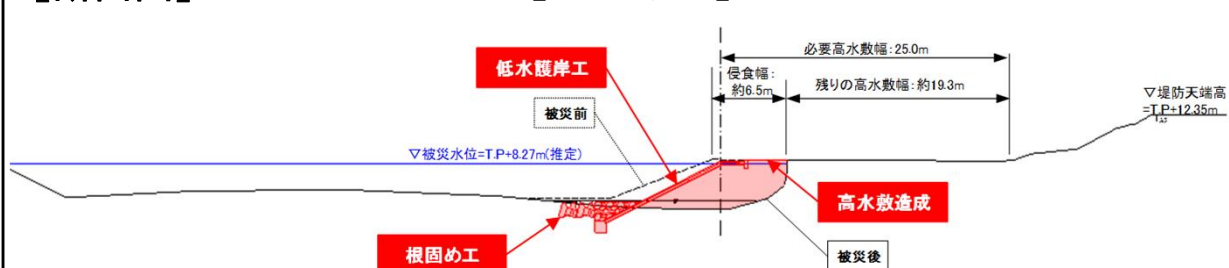 必要高水敷幅:25.0m
低水護岸工
侵食幅:
約6.5m
残りの高水敷幅:約19.3m
▽堤防天端高
=T.P+12.35m
被災前
▽被災水位=T.P+8.27m(推定)
高水敷造成
根固め工
被災後